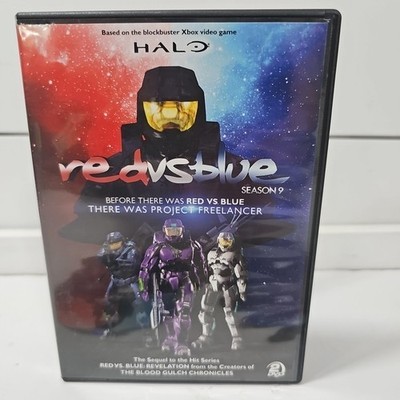 Based on the blockbuster Xbox video game
HALO
redvsblue
SEASON 9
BEFORE THERE WAS RED VS BLUE
THERE WAS PROJECT FREELANCER
The Sequel to the Hit Series
RED VS. BLUE: REVELATION from the Creators of
THE BLOOD GULCH CHRONICLES
2